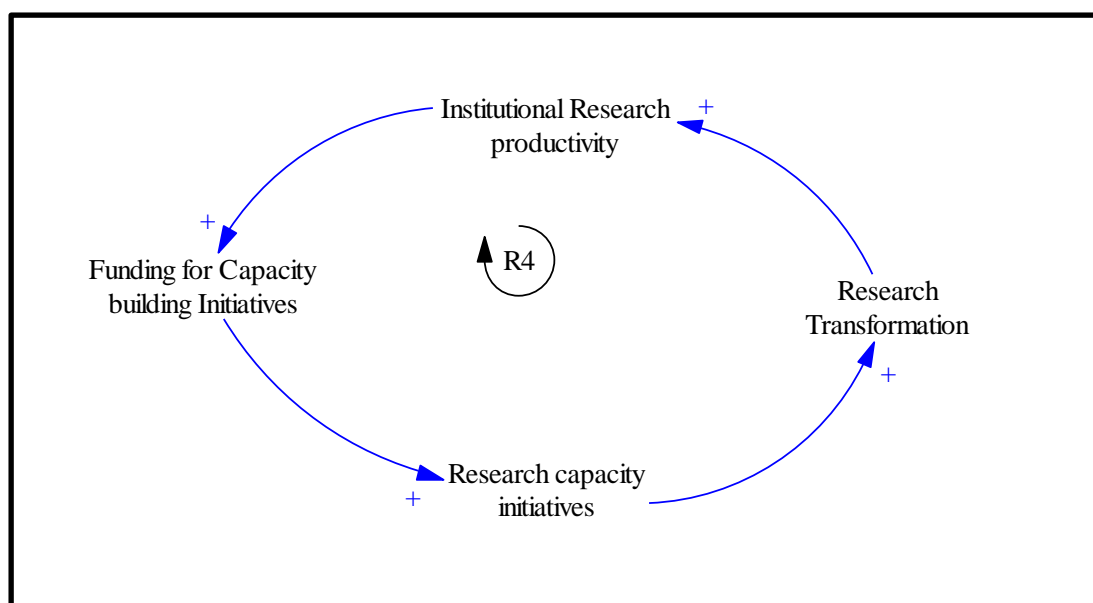 Institutional Research
productivity
+
+
R4
Funding for Capacity
building Initiatives
Research
Transformation
+
Research capacity
initiatives
+